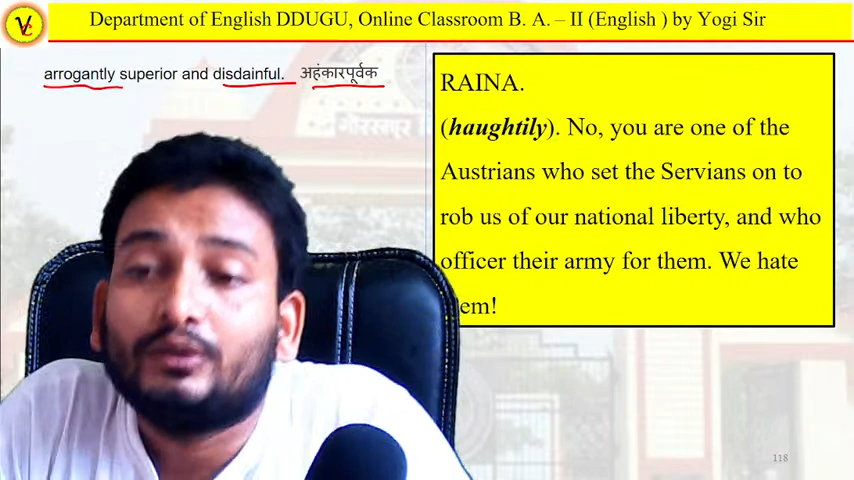 Department of English DDUGU, Online Classroom B. A. – II (English ) by Yogi Sir
arrogantly superior and disdainful. अहंकारपूर्वक
RAINA.
(haughtily). No, you are one of the
Austrians who set the Servians on to
rob us of our national liberty, and who
officer their army for them. We hate
em!
गोरखपुर
118